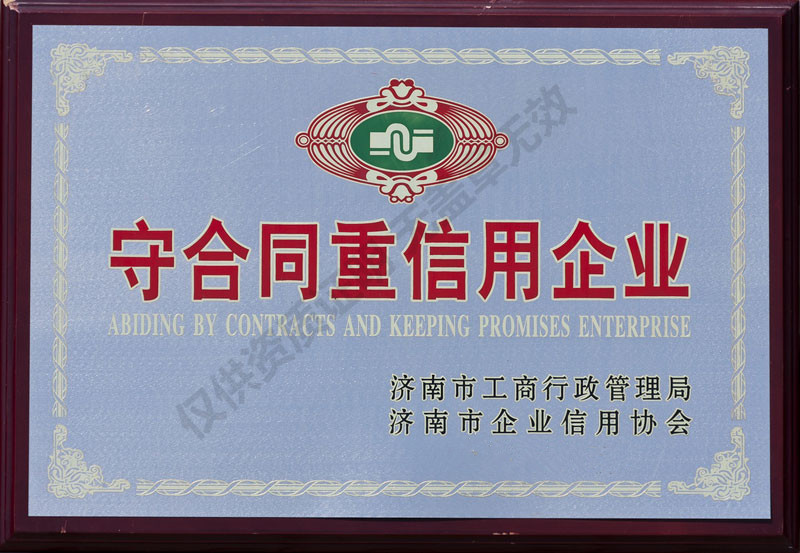 守合同重信用企业
ABIDING BY CONTRACTS AND KEEPING PROMISES ENTERPRISE
济南市工商行政管理局
济南市企业信用协会